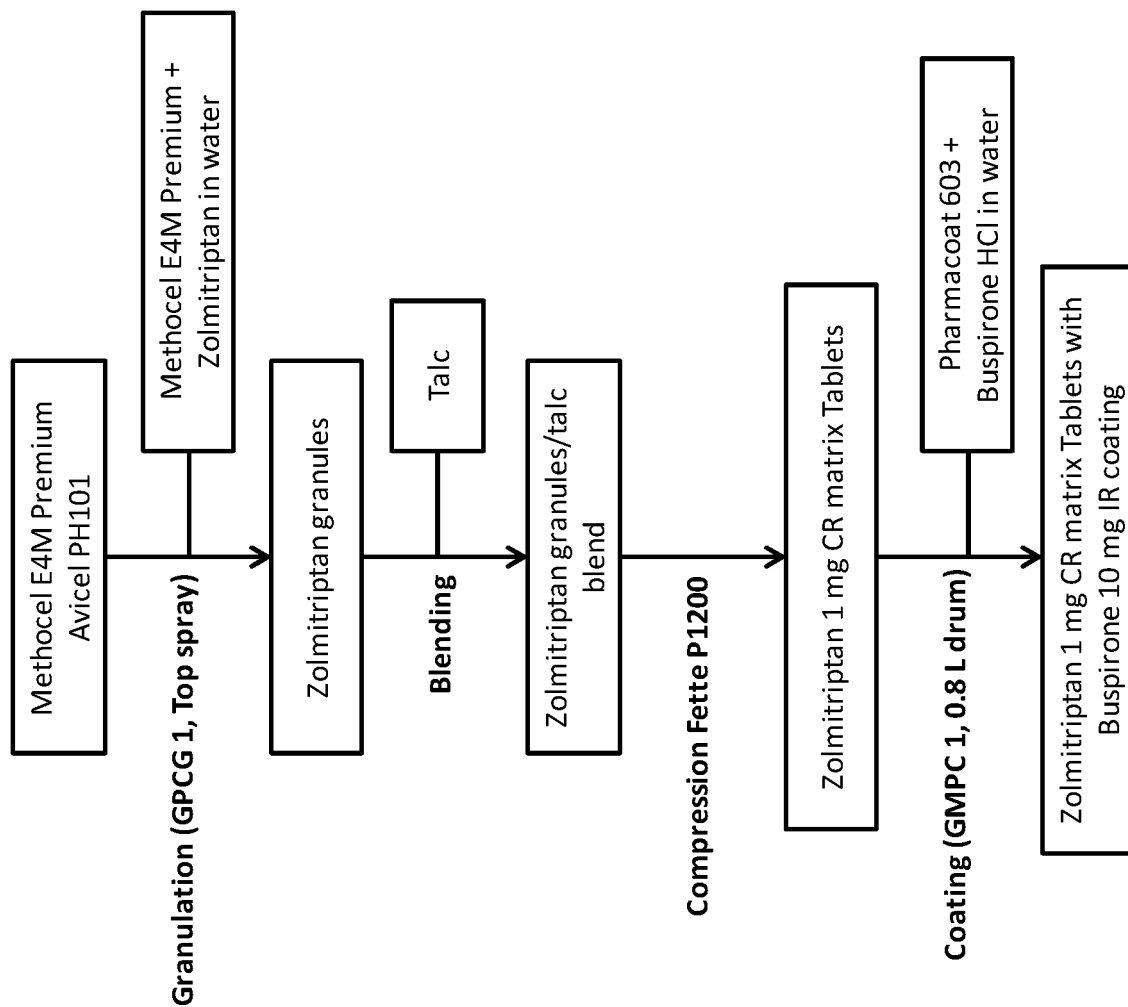 Methocel E4M Premium
Avicel PH101
Methocel E4M Premium +
Zolmitriptan in water
Granulation (GPCG 1, Top spray)
Zolmitriptan granules
Talc
Blending
Zolmitriptan granules/talc
blend
Compression Fette P1200
Zolmitriptan 1 mg CR matrix Tablets
Pharmacoat 603 +
Buspirone HCl in water
Coating (GMPC 1, 0.8 L drum)
Zolmitriptan 1 mg CR matrix Tablets with
Buspirone 10 mg IR coating